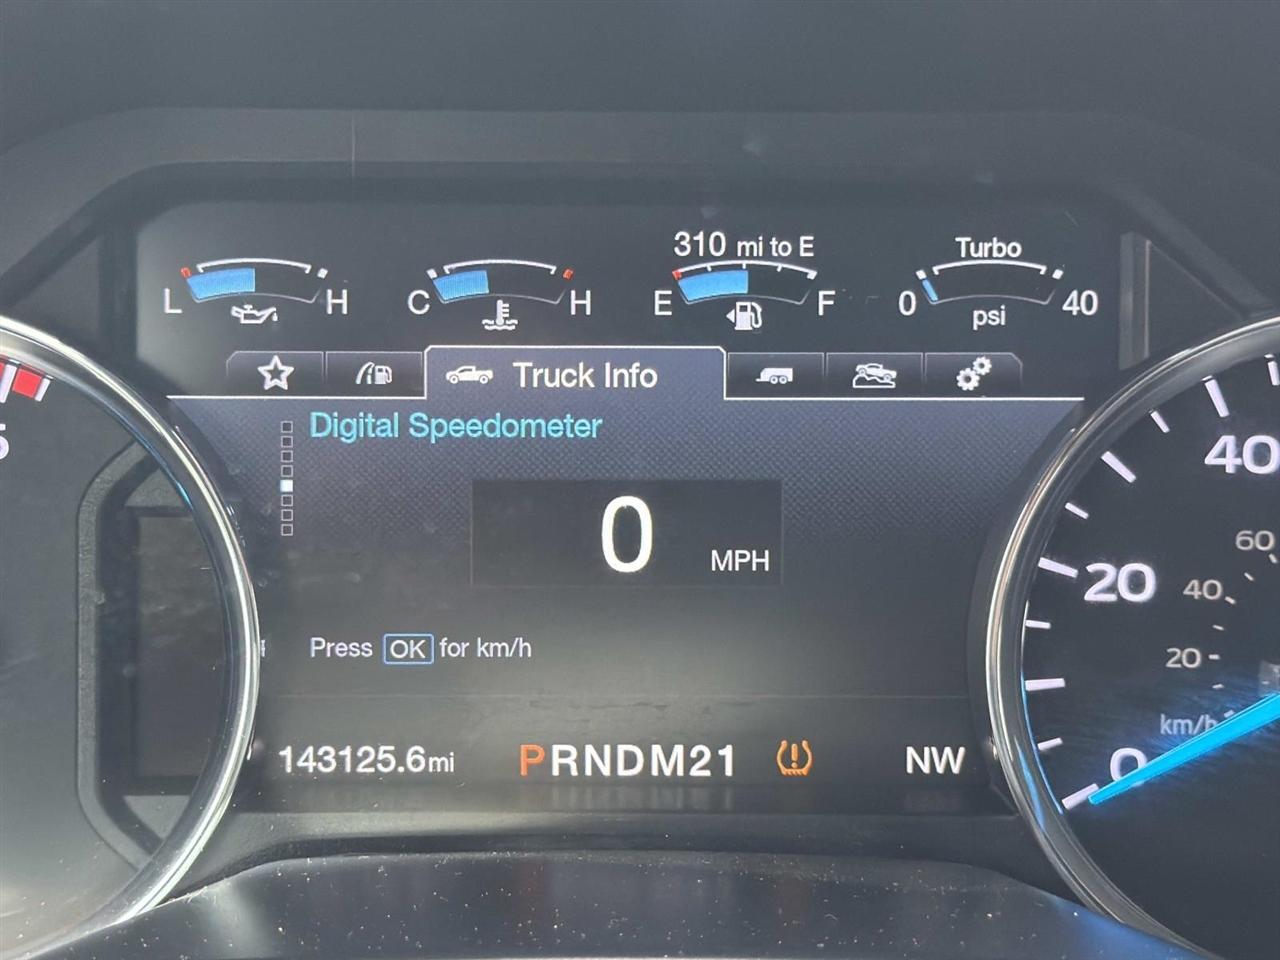 310 mi to E
Turbo
L H
C H
E F
0 40
psi
Truck Info
Digital Speedometer
0 MPH
Press OK for km/h
143125.6mi
PRNDM21
NW
5
40
20
0
60
40
20
km/h